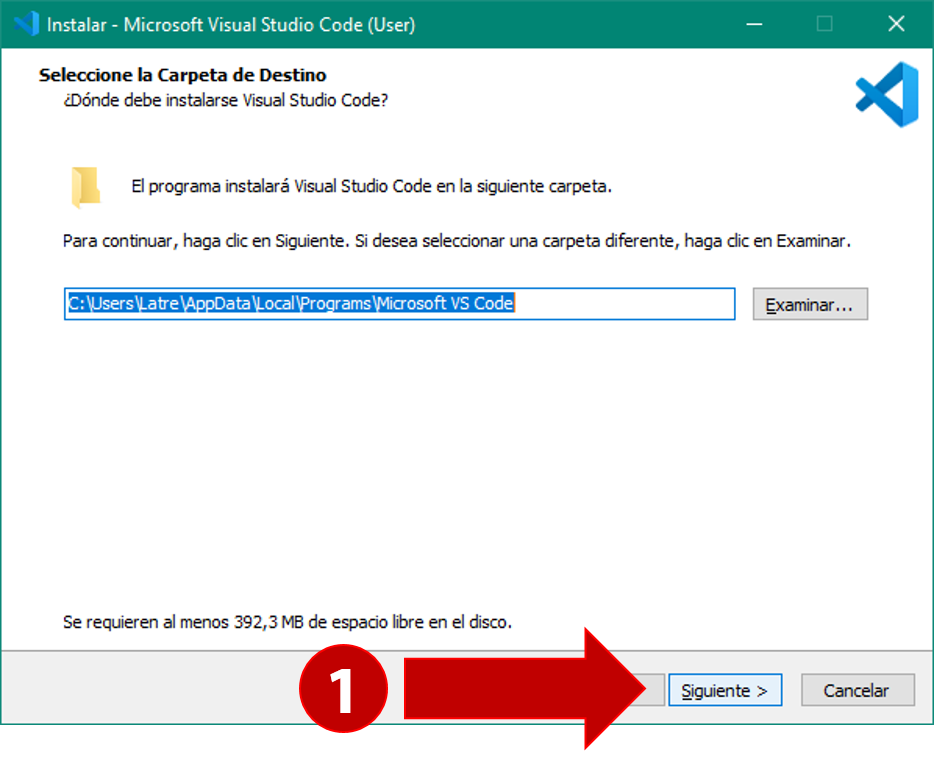 Instalar - Microsoft Visual Studio Code (User)
Seleccione la Carpeta de Destino
¿Dónde debe instalarse Visual Studio Code?
El programa instalará Visual Studio Code en la siguiente carpeta.
Para continuar, haga clic en Siguiente. Si desea seleccionar una carpeta diferente, haga clic en Examinar.
C:\Users\Latre\AppData\Local\Programs\Microsoft VS Code
Examinar...
Se requieren al menos 392,3 MB de espacio libre en el disco.
1
Siguiente >
Cancelar